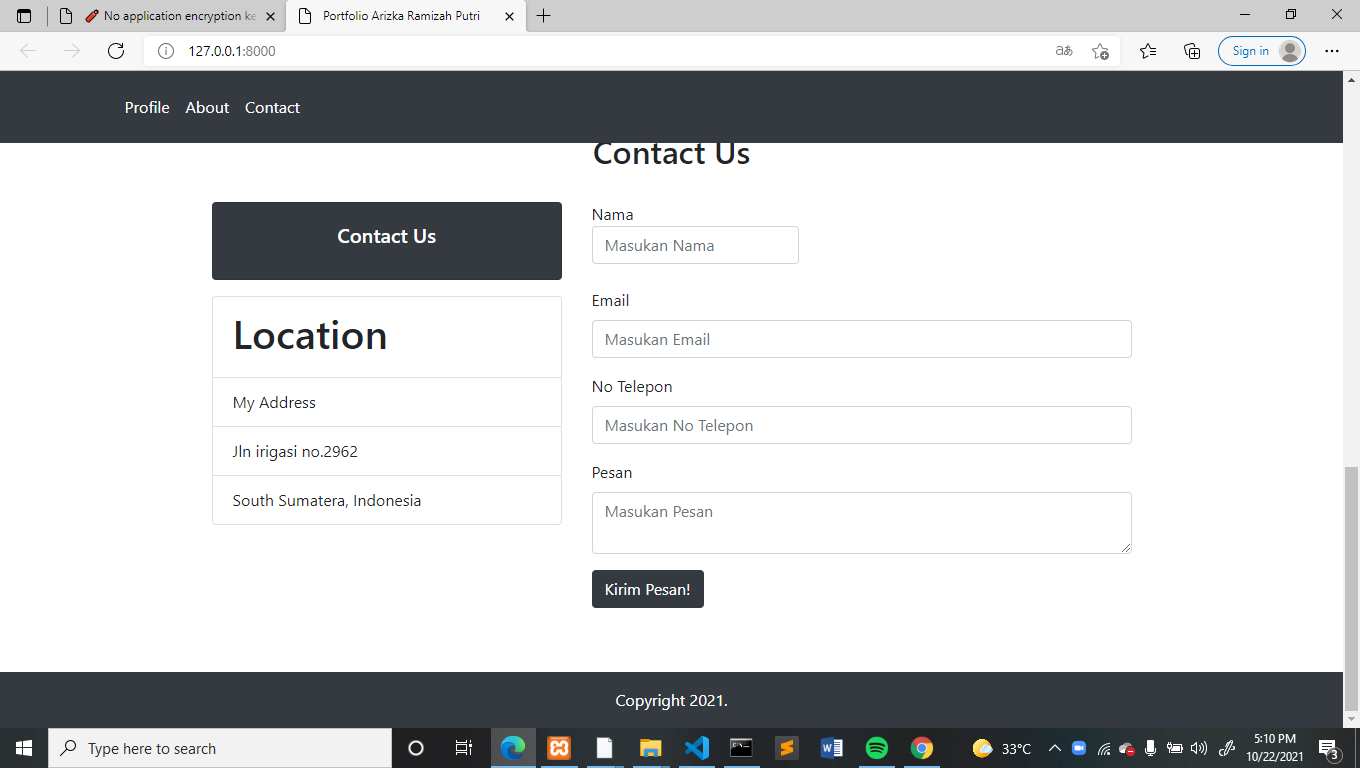 No application encryption ke
Portfolio Arizka Ramizah Putri
127.0.0.1:8000
Sign in
Profile About Contact
Contact Us
Contact Us
Location
My Address
Jln irigasi no.2962
South Sumatera, Indonesia
Nama
Masukan Nama
Email
Masukan Email
No Telepon
Masukan No Telepon
Pesan
Masukan Pesan
Kirim Pesan!
Copyright 2021.
Type here to search
33°C
5:10 PM
10/22/2021
3